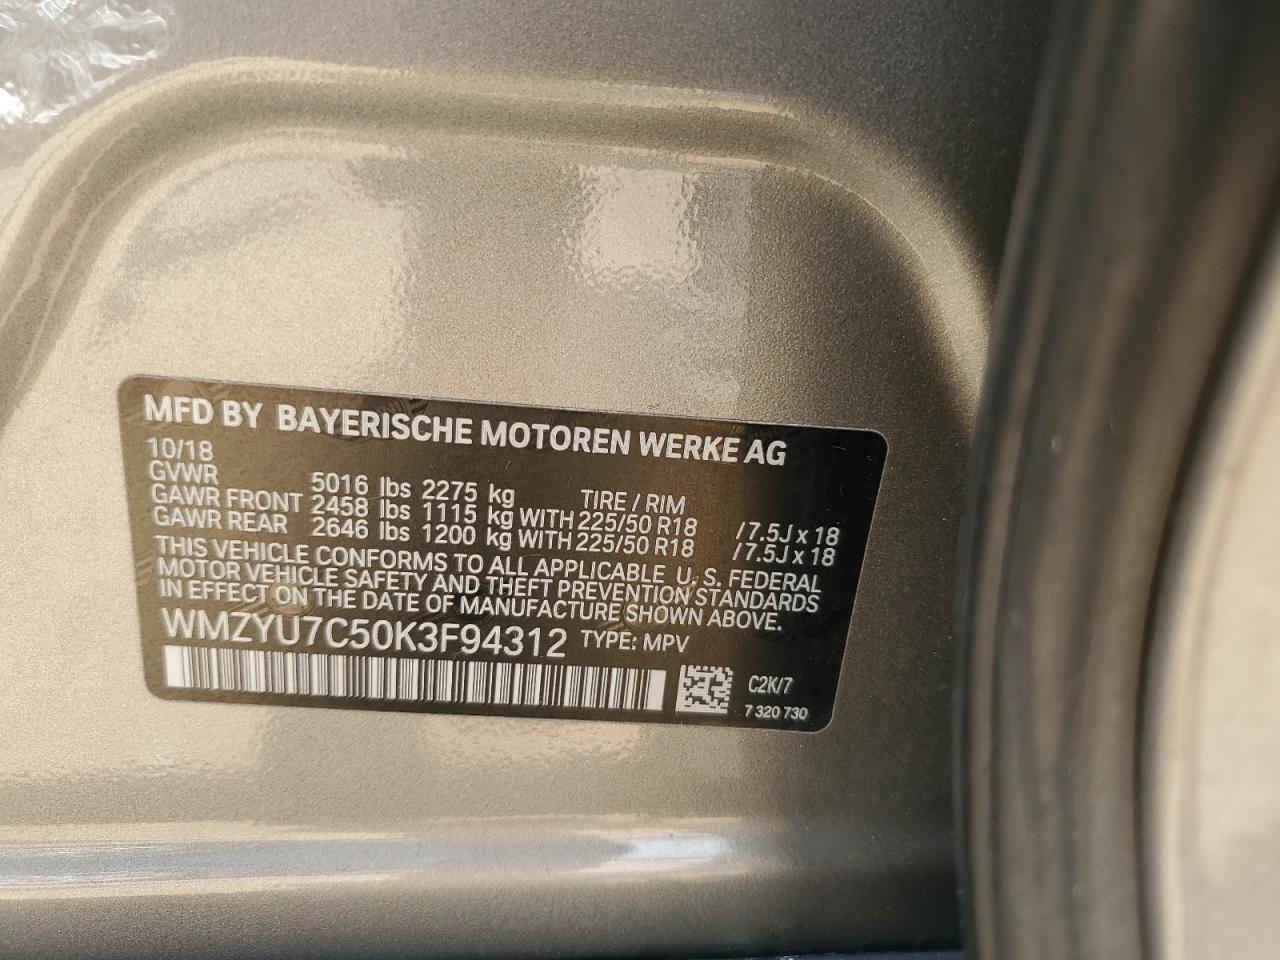 MFD BY BAYERISCHE MOTOREN WERKE AG
10/18
GVWR 5016 lbs 2275 kg TIRE / RIM
GAWR FRONT 2458 lbs 1115 kg WITH 225/50 R18 /7.5J x 18
GAWR REAR 2646 lbs 1200 kg WITH 225/50 R18 /7.5J x 18
THIS VEHICLE CONFORMS TO ALL APPLICABLE U. S. FEDERAL
MOTOR VEHICLE SAFETY AND THEFT PREVENTION STANDARDS
IN EFFECT ON THE DATE OF MANUFACTURE SHOWN ABOVE.
WMZYU7C50K3F94312 TYPE: MPV
C2K/7
7 320 730